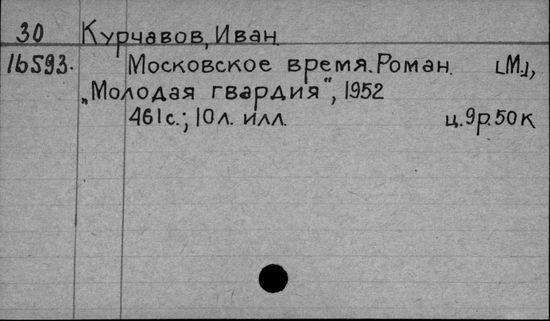 30 Курчавов, Иван.
16593. Московское время. Роман. [М.],
„Молодая гвардия", 1952
461 с.; 10 л. илл. ц. 9 р. 50 к